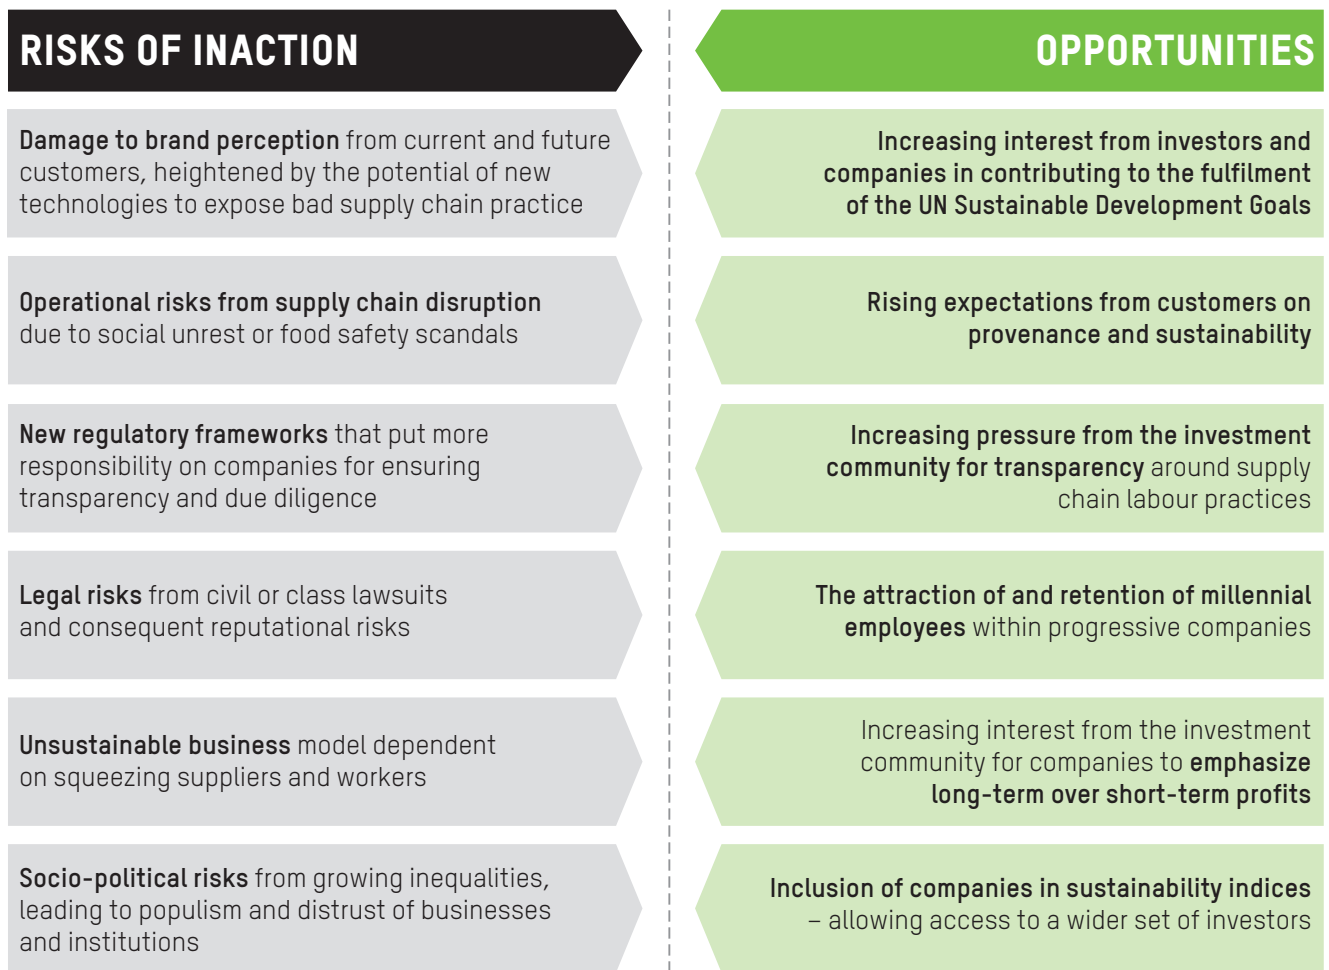 RISKS OF INACTION
Damage to brand perception from current and future
customers, heightened by the potential of new
technologies to expose bad supply chain practice
Operational risks from supply chain disruption
due to social unrest or food safety scandals
New regulatory frameworks that put more
responsibility on companies for ensuring
transparency and due diligence
Legal risks from civil or class lawsuits
and consequent reputational risks
Unsustainable business model dependent
on squeezing suppliers and workers
Socio-political risks from growing inequalities,
leading to populism and distrust of businesses
and institutions
OPPORTUNITIES
Increasing interest from investors and
companies in contributing to the fulfilment
of the UN Sustainable Development Goals
Rising expectations from customers on
provenance and sustainability
Increasing pressure from the investment
community for transparency around supply
chain labour practices
The attraction of and retention of millennial
employees within progressive companies
Increasing interest from the investment
community for companies to emphasize
long-term over short-term profits
Inclusion of companies in sustainability indices
– allowing access to a wider set of investors